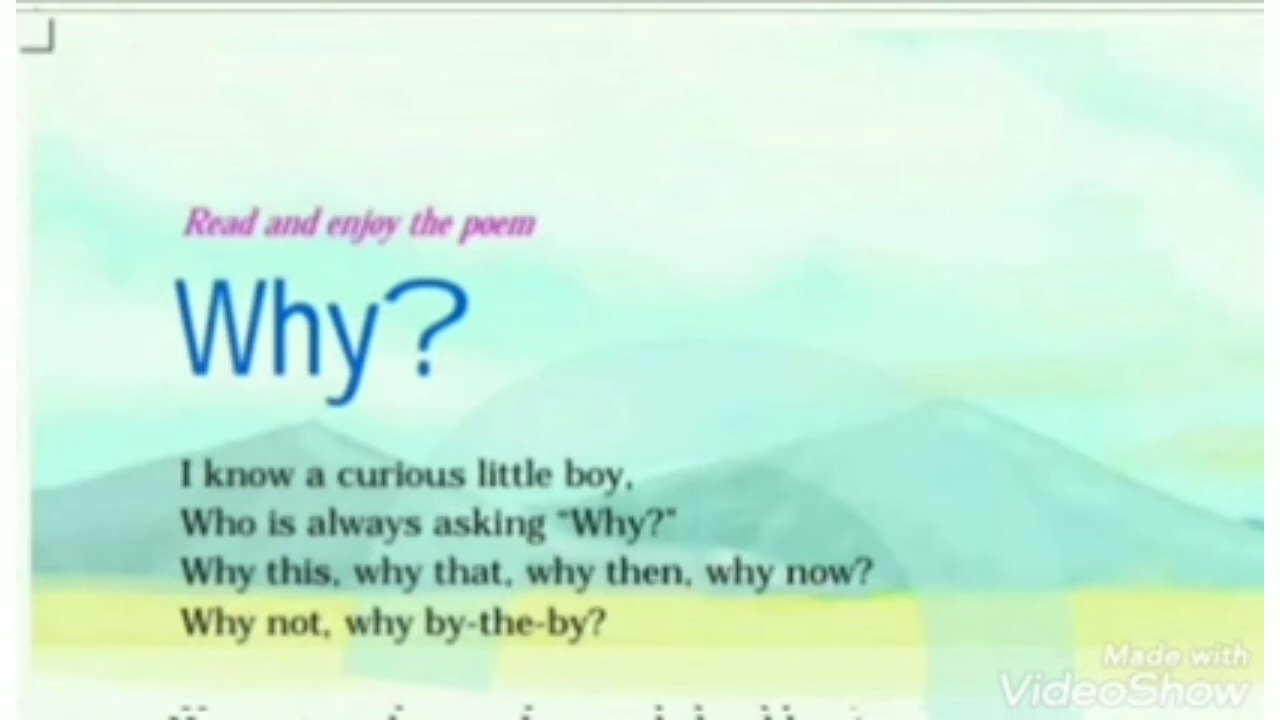 Read and enjoy the poem
Why?
I know a curious little boy,
Who is always asking "Why?"
Why this, why that, why then, why now?
Why not, why by-the-by?
Made with
VideoShow